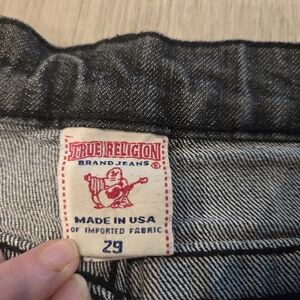 TRUE RELIGION
BRAND JEANS ®
MADE IN USA
OF IMPORTED FABRIC
29